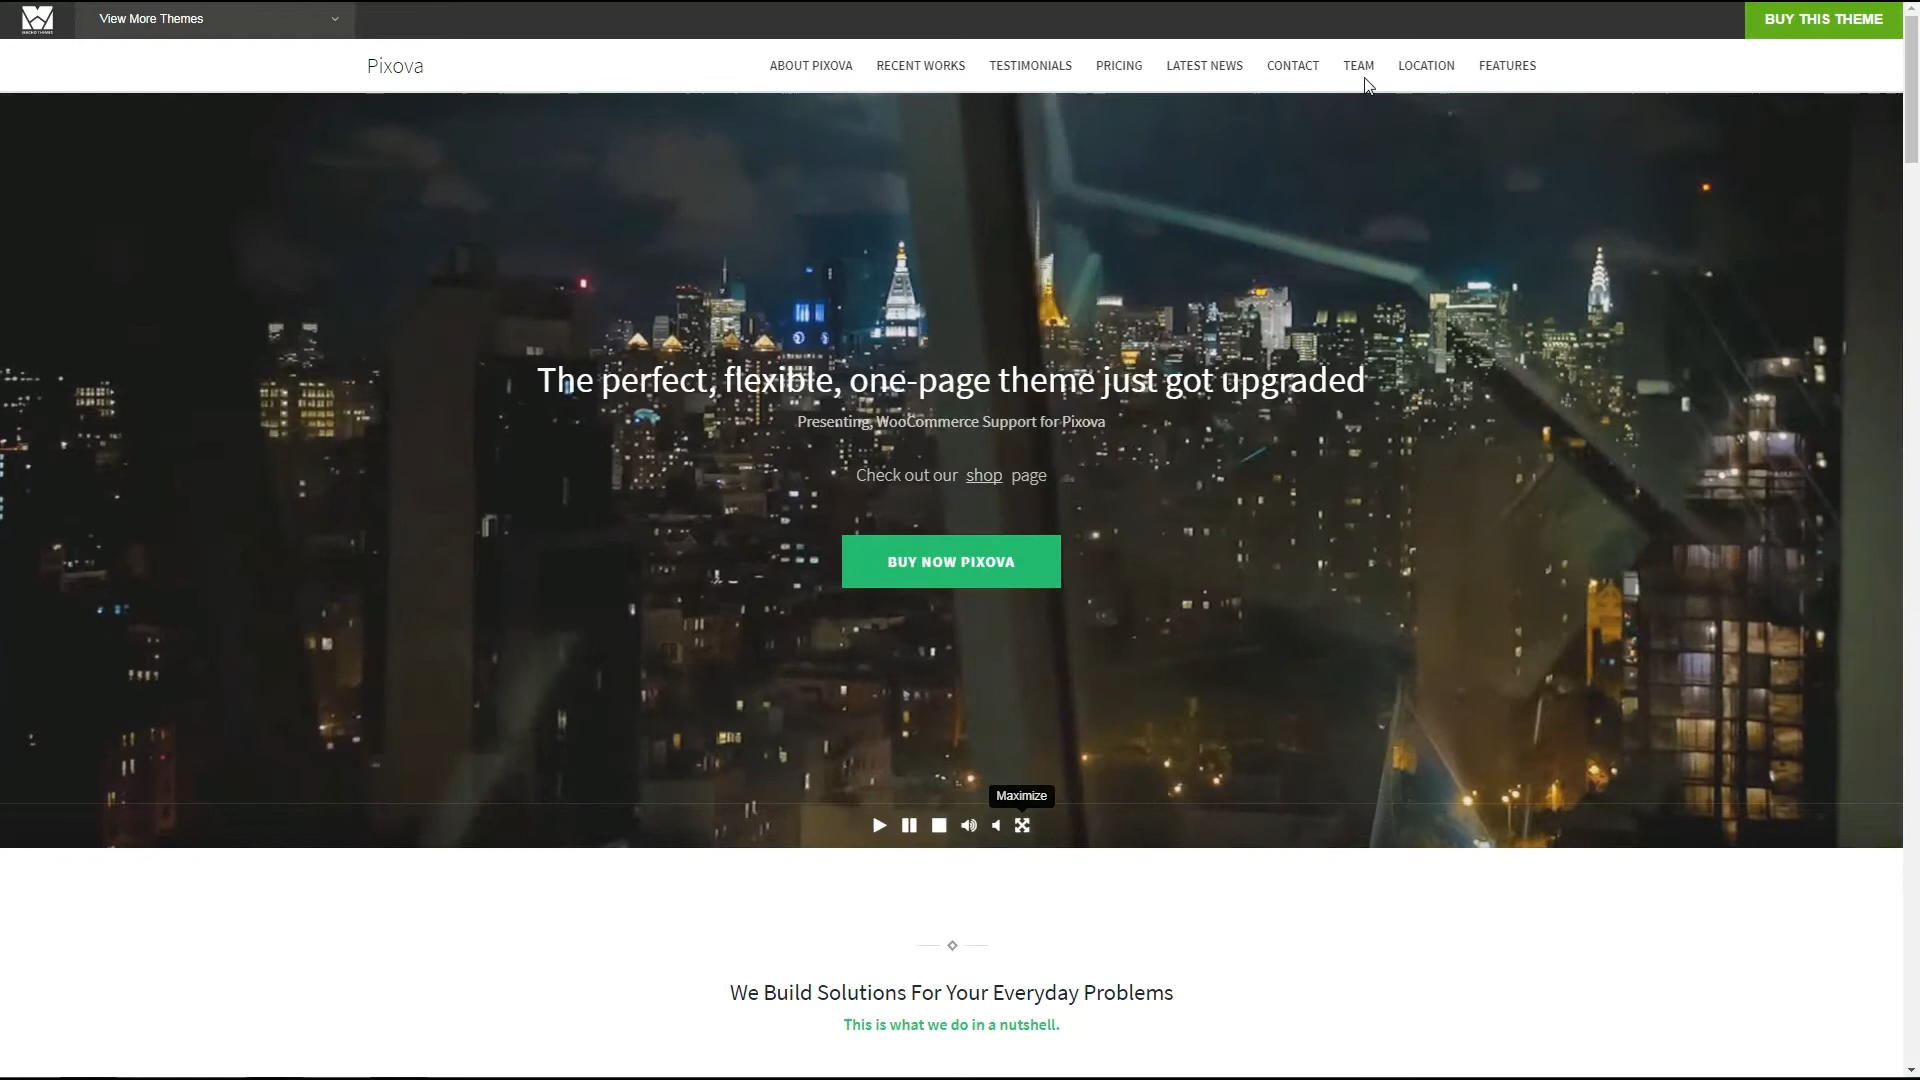 View More Themes
BUY THIS THEME
Pixova
ABOUT PIXOVA RECENT WORKS TESTIMONIALS PRICING LATEST NEWS CONTACT TEAM LOCATION FEATURES
The perfect, flexible, one-page theme just got upgraded
Presenting, WooCommerce Support for Pixova
Check out our shop page
BUY NOW PIXOVA
Maximize
We Build Solutions For Your Everyday Problems
This is what we do in a nutshell.